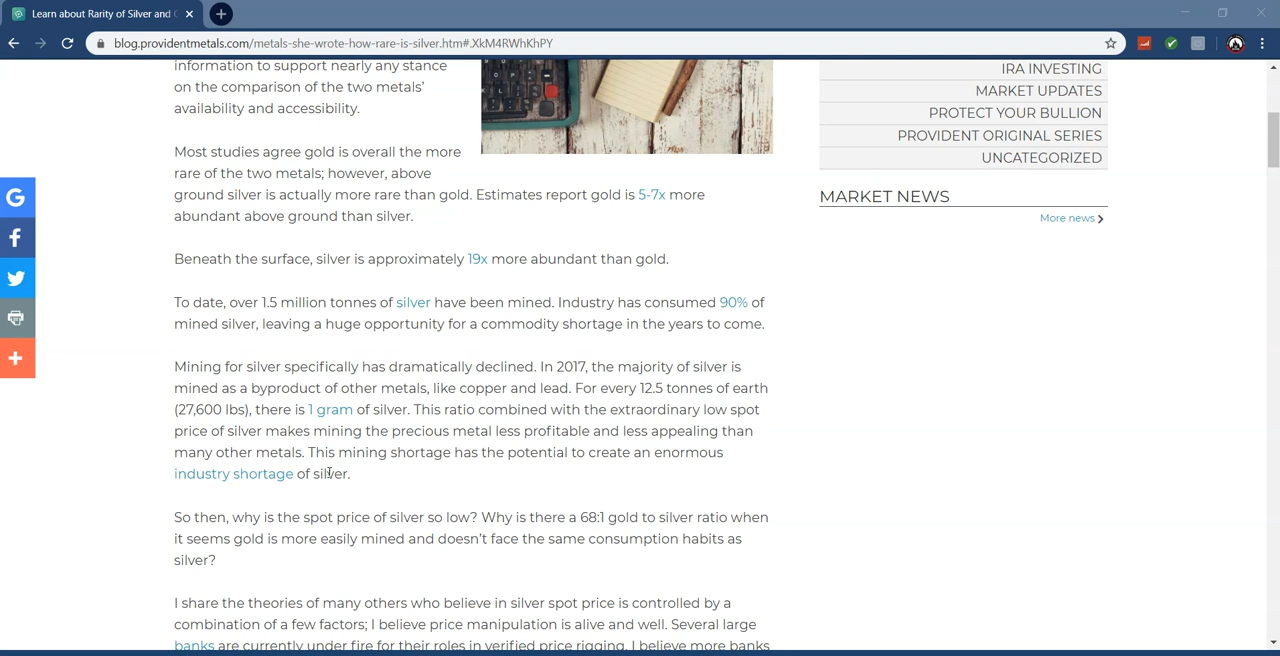 Learn about Rarity of Silver and
blog.providentmetals.com/metals-she-wrote-how-rare-is-silver.htm#.XkM4RWhKhPY
information to support nearly any stance
on the comparison of the two metals’
availability and accessibility.
Most studies agree gold is overall the more
rare of the two metals; however, above
ground silver is actually more rare than gold. Estimates report gold is 5-7x more
abundant above ground than silver.
Beneath the surface, silver is approximately 19x more abundant than gold.
To date, over 1.5 million tonnes of silver have been mined. Industry has consumed 90% of
mined silver, leaving a huge opportunity for a commodity shortage in the years to come.
Mining for silver specifically has dramatically declined. In 2017, the majority of silver is
mined as a byproduct of other metals, like copper and lead. For every 12.5 tonnes of earth
(27,600 lbs), there is 1 gram of silver. This ratio combined with the extraordinary low spot
price of silver makes mining the precious metal less profitable and less appealing than
many other metals. This mining shortage has the potential to create an enormous
industry shortage of silver.
So then, why is the spot price of silver so low? Why is there a 68:1 gold to silver ratio when
it seems gold is more easily mined and doesn’t face the same consumption habits as
silver?
I share the theories of many others who believe in silver spot price is controlled by a
combination of a few factors; I believe price manipulation is alive and well. Several large
banks are currently under fire for their roles in verified price rigging. I believe more banks
IRA INVESTING
MARKET UPDATES
PROTECT YOUR BULLION
PROVIDENT ORIGINAL SERIES
UNCATEGORIZED
MARKET NEWS
More news